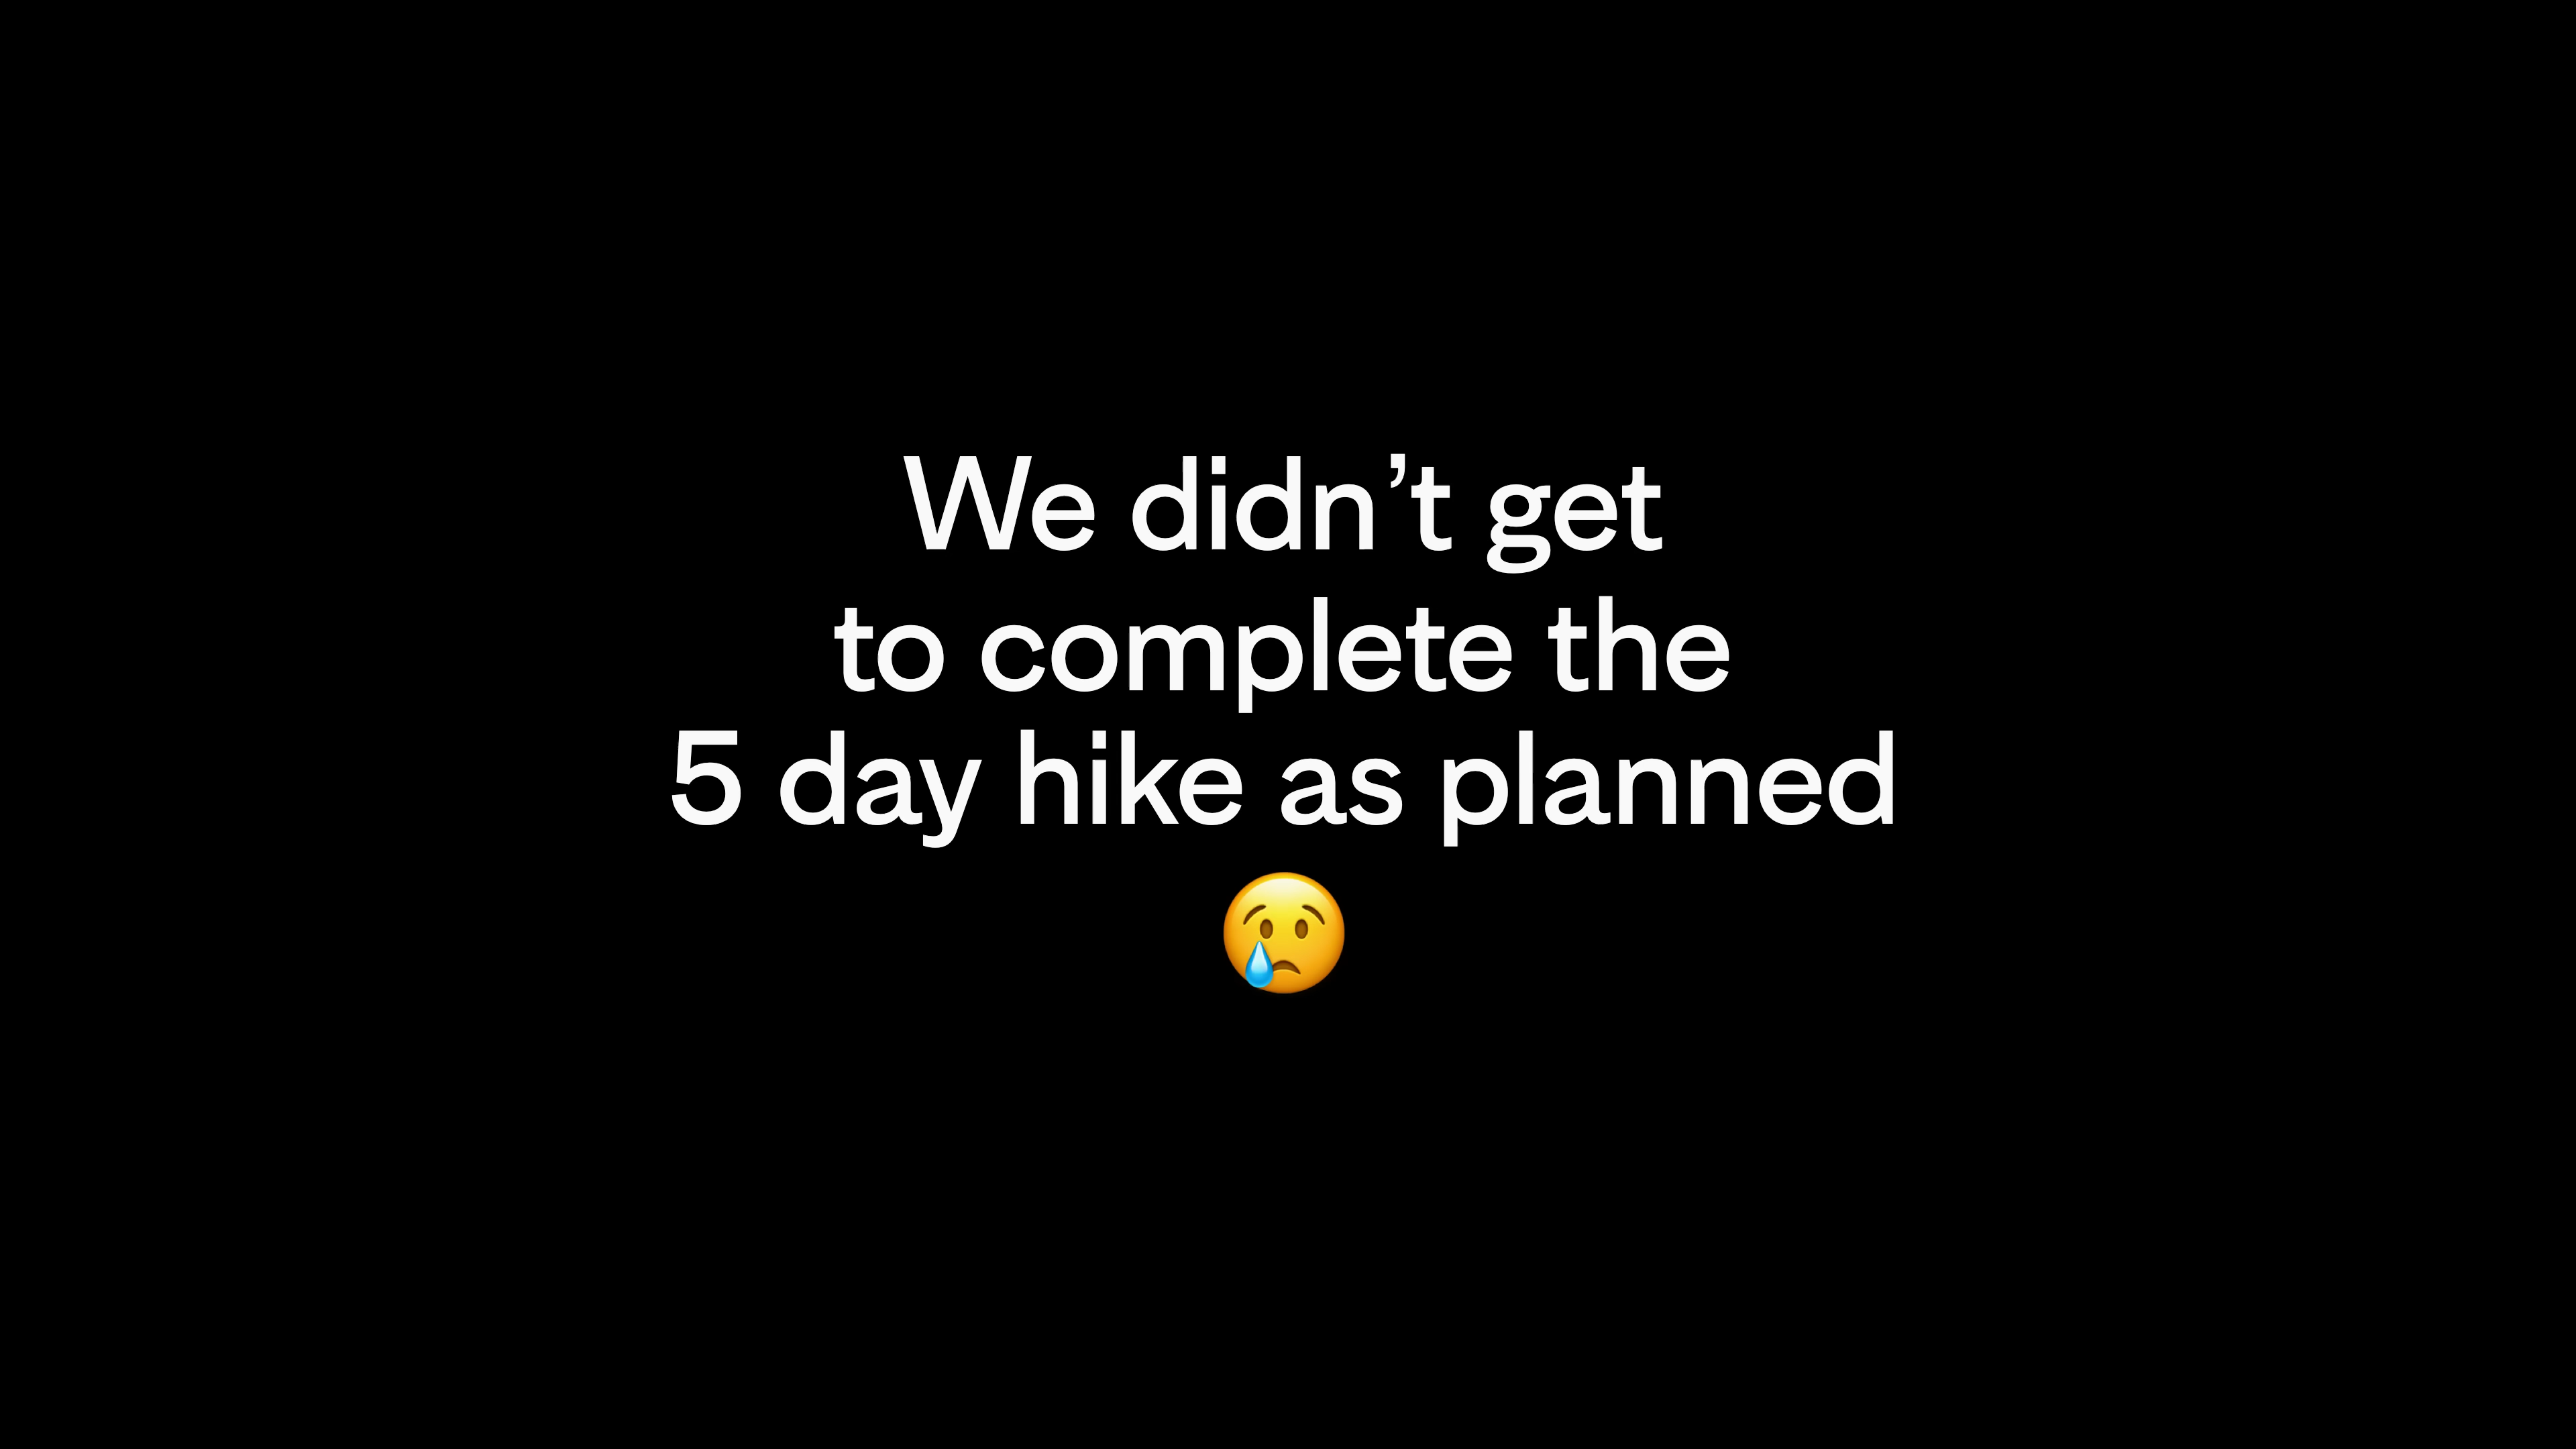 We didn’t get
to complete the
5 day hike as planned
😢